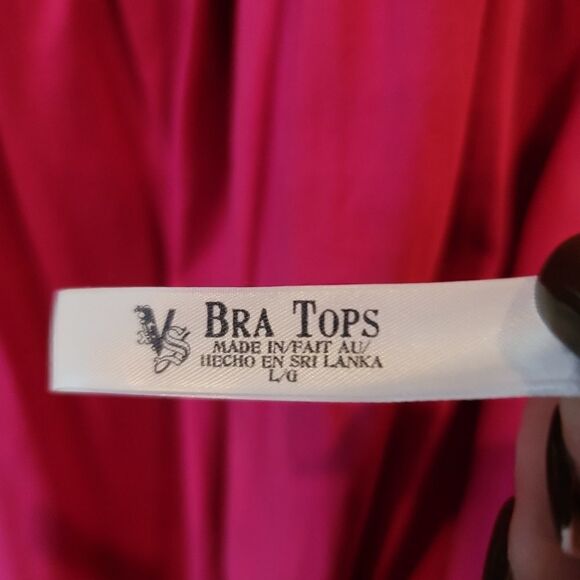 VS BRA TOPS
MADE IN/FAIT AU/
HECHO EN SRI LANKA
L/G